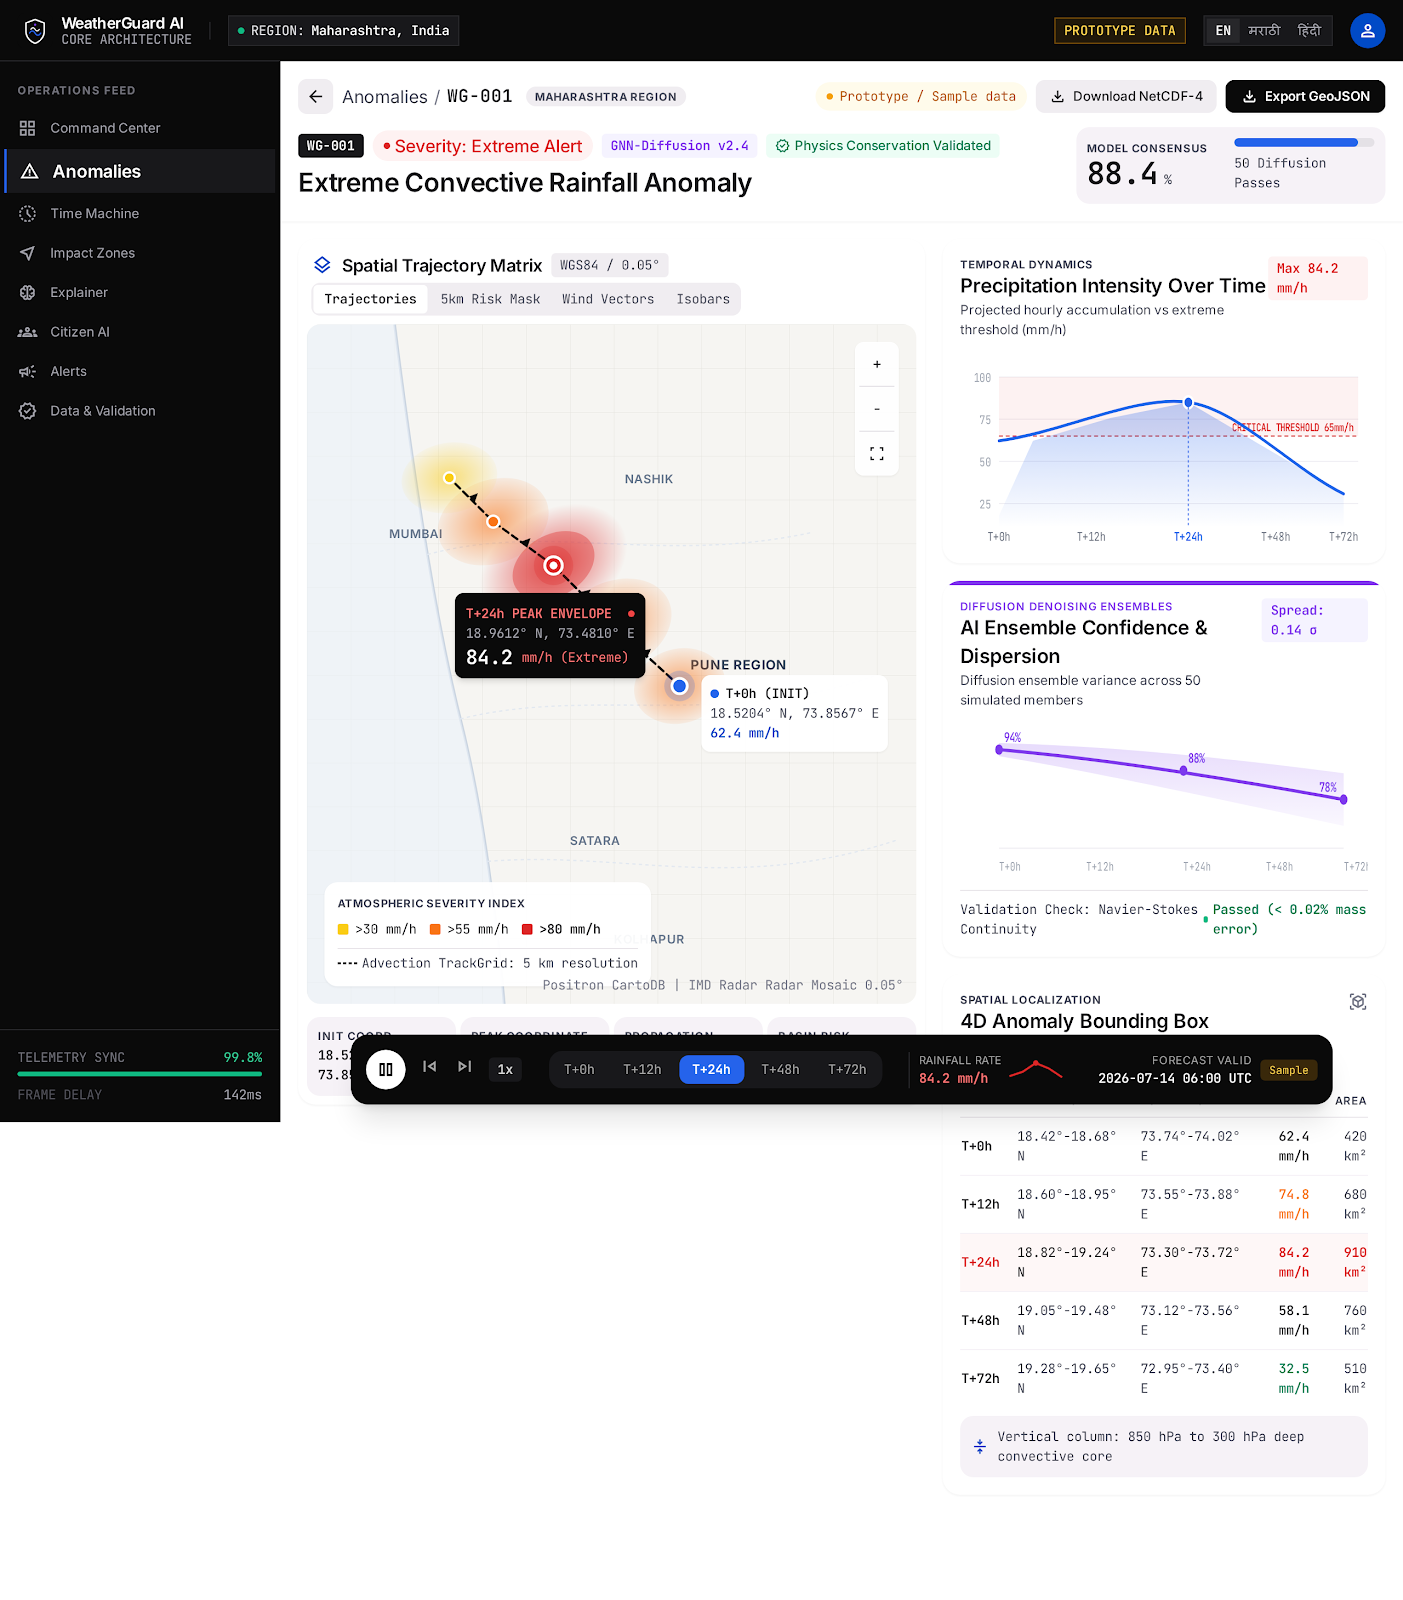 WeatherGuard AI
CORE ARCHITECTURE
REGION: Maharashtra, India
PROTOTYPE DATA
EN मराठी हिंदी
OPERATIONS FEED
Command Center
Anomalies
Time Machine
Impact Zones
Explainer
Citizen AI
Alerts
Data & Validation
TELEMETRY SYNC 99.8%
FRAME DELAY 142ms
Anomalies / WG-001 MAHARASHTRA REGION
Prototype / Sample data
Download NetCDF-4
Export GeoJSON
WG-001 Severity: Extreme Alert GNN-Diffusion v2.4 Physics Conservation Validated
Extreme Convective Rainfall Anomaly
MODEL CONSENSUS
88.4 %
50 Diffusion
Passes
Spatial Trajectory Matrix WGS84 / 0.05°
Trajectories 5km Risk Mask Wind Vectors Isobars
+
-
NASHIK
MUMBAI
T+24h PEAK ENVELOPE
18.9612° N, 73.4810° E
84.2 mm/h (Extreme)
PUNE REGION
T+0h (INIT)
18.5204° N, 73.8567° E
62.4 mm/h
SATARA
ATMOSPHERIC SEVERITY INDEX
>30 mm/h >55 mm/h >80 mm/h
KOLHAPUR
Advection Track Grid: 5 km resolution
Positron CartoDB | IMD Radar Radar Mosaic 0.05°
INIT COORD PEAK COORDINATE PROPAGATION BASIN RISK
18.5
73.8
TEMPORAL DYNAMICS
Precipitation Intensity Over Time
Max 84.2
mm/h
Projected hourly accumulation vs extreme
threshold (mm/h)
100
75
50
25
CRITICAL THRESHOLD 65mm/h
T+0h T+12h T+24h T+48h T+72h
DIFFUSION DENOISING ENSEMBLES
AI Ensemble Confidence &
Dispersion
Spread:
0.14 σ
Diffusion ensemble variance across 50
simulated members
94%
88%
78%
T+0h T+12h T+24h T+48h T+72h
Validation Check: Navier-Stokes
Continuity
Passed (< 0.02% mass
error)
SPATIAL LOCALIZATION
4D Anomaly Bounding Box
1x
T+0h T+12h T+24h T+48h T+72h
RAINFALL RATE
84.2 mm/h
FORECAST VALID
2026-07-14 06:00 UTC
Sample
AREA
T+0h 18.42°-18.68° N 73.74°-74.02° E 62.4 mm/h 420 km²
T+12h 18.60°-18.95° N 73.55°-73.88° E 74.8 mm/h 680 km²
T+24h 18.82°-19.24° N 73.30°-73.72° E 84.2 mm/h 910 km²
T+48h 19.05°-19.48° N 73.12°-73.56° E 58.1 mm/h 760 km²
T+72h 19.28°-19.65° N 72.95°-73.40° E 32.5 mm/h 510 km²
Vertical column: 850 hPa to 300 hPa deep
convective core